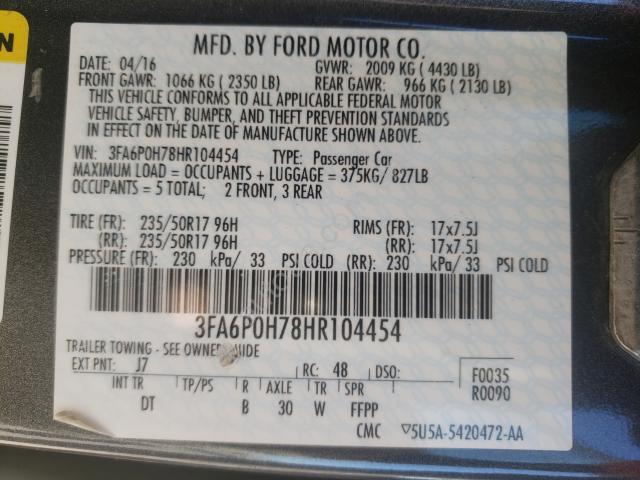 MFD. BY FORD MOTOR CO.
DATE: 04/16 GVWR: 2009 KG ( 4430 LB)
FRONT GAWR: 1066 KG ( 2350 LB) REAR GAWR: 966 KG ( 2130 LB)
THIS VEHICLE CONFORMS TO ALL APPLICABLE FEDERAL MOTOR
VEHICLE SAFETY, BUMPER, AND THEFT PREVENTION STANDARDS
IN EFFECT ON THE DATE OF MANUFACTURE SHOWN ABOVE.
VIN: 3FA6P0H78HR104454 TYPE: Passenger Car
MAXIMUM LOAD = OCCUPANTS + LUGGAGE = 375KG/ 827LB
OCCUPANTS = 5 TOTAL; 2 FRONT, 3 REAR
TIRE (FR): 235/50R17 96H RIMS (FR): 17x7.5J
(RR): 235/50R17 96H (RR): 17x7.5J
PRESSURE (FR): 230 kPa/ 33 PSI COLD (RR): 230 kPa/ 33 PSI COLD
3FA6P0H78HR104454
TRAILER TOWING - SEE OWNER GUIDE
EXT PNT: J7 RC: 48 DSO: F0035
INT TR TP/PS R AXLE TR SPR R0090
DT B 30 W FFPP
CMC ▽5U5A-5420472-AA